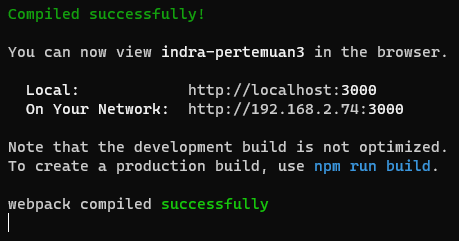 Compiled successfully!
You can now view indra-pertemuan3 in the browser.
Local: http://localhost:3000
On Your Network: http://192.168.2.74:3000
Note that the development build is not optimized.
To create a production build, use npm run build.
webpack compiled successfully